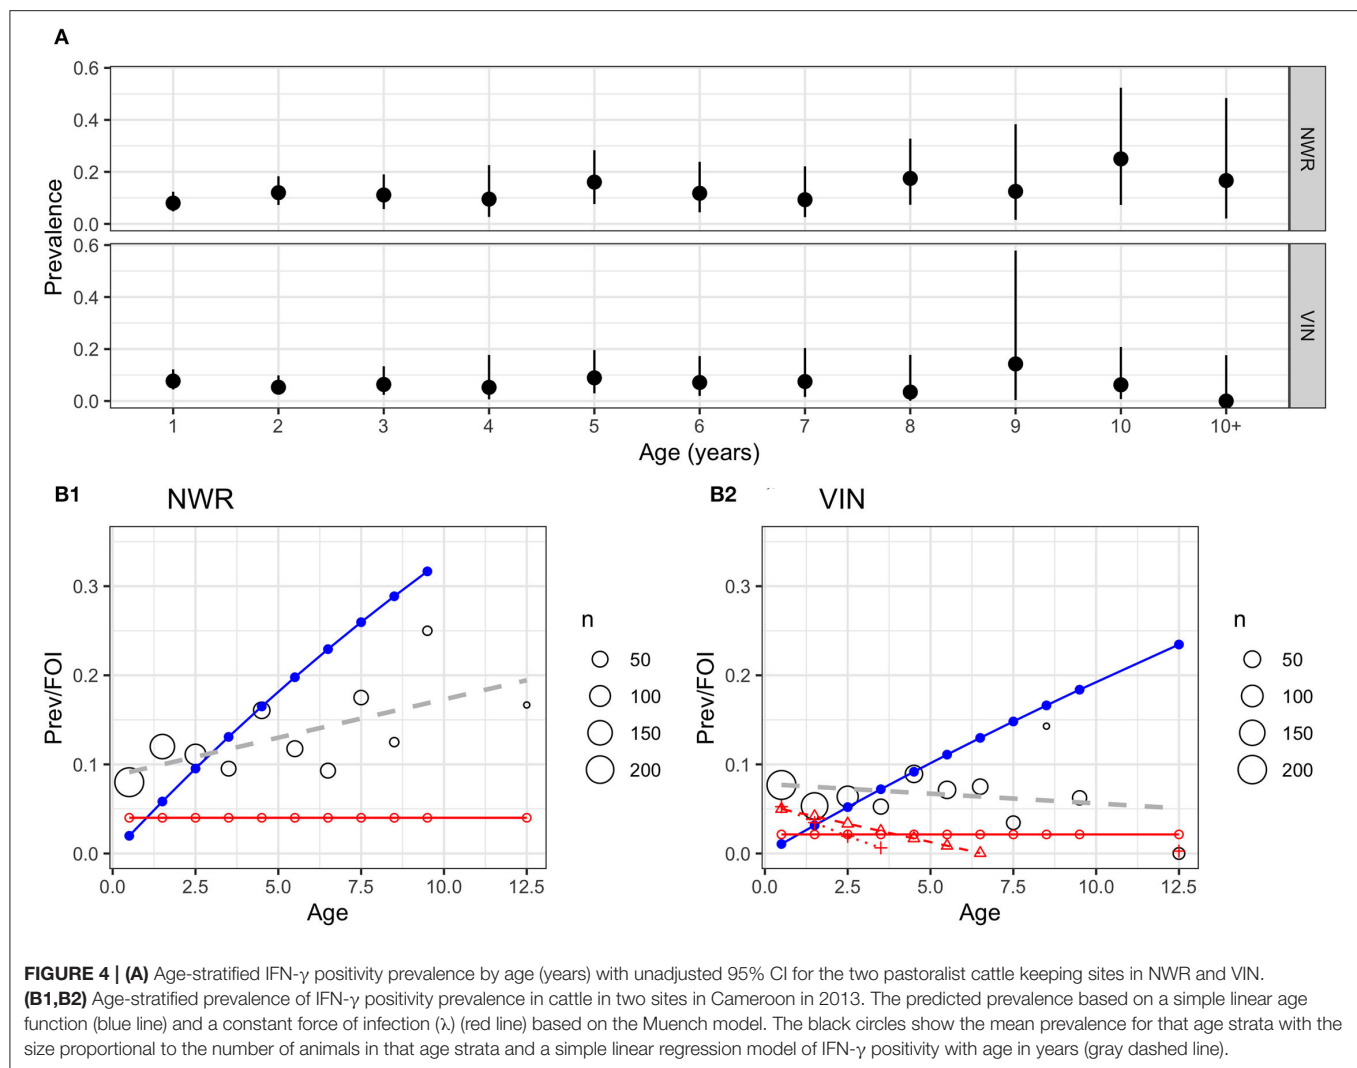 A
0.6
0.4
0.2
0.0
NWR
Prevalence
0.6
0.4
0.2
0.0
VIN
1 2 3 4 5 6 7 8 9 10 10+
Age (years)
B1 NWR
0.3
0.2
0.1
0.0
Prev/FOI
0.0 2.5 5.0 7.5 10.0 12.5
Age
n
50
100
150
200
B2 VIN
0.3
0.2
0.1
0.0
Prev/FOI
0.0 2.5 5.0 7.5 10.0 12.5
Age
n
50
100
150
200
FIGURE 4 | (A) Age-stratified IFN-γ positivity prevalence by age (years) with unadjusted 95% CI for the two pastoralist cattle keeping sites in NWR and VIN.
(B1,B2) Age-stratified prevalence of IFN-γ positivity prevalence in cattle in two sites in Cameroon in 2013. The predicted prevalence based on a simple linear age
function (blue line) and a constant force of infection (λ) (red line) based on the Muench model. The black circles show the mean prevalence for that age strata with the
size proportional to the number of animals in that age strata and a simple linear regression model of IFN-γ positivity with age in years (gray dashed line).